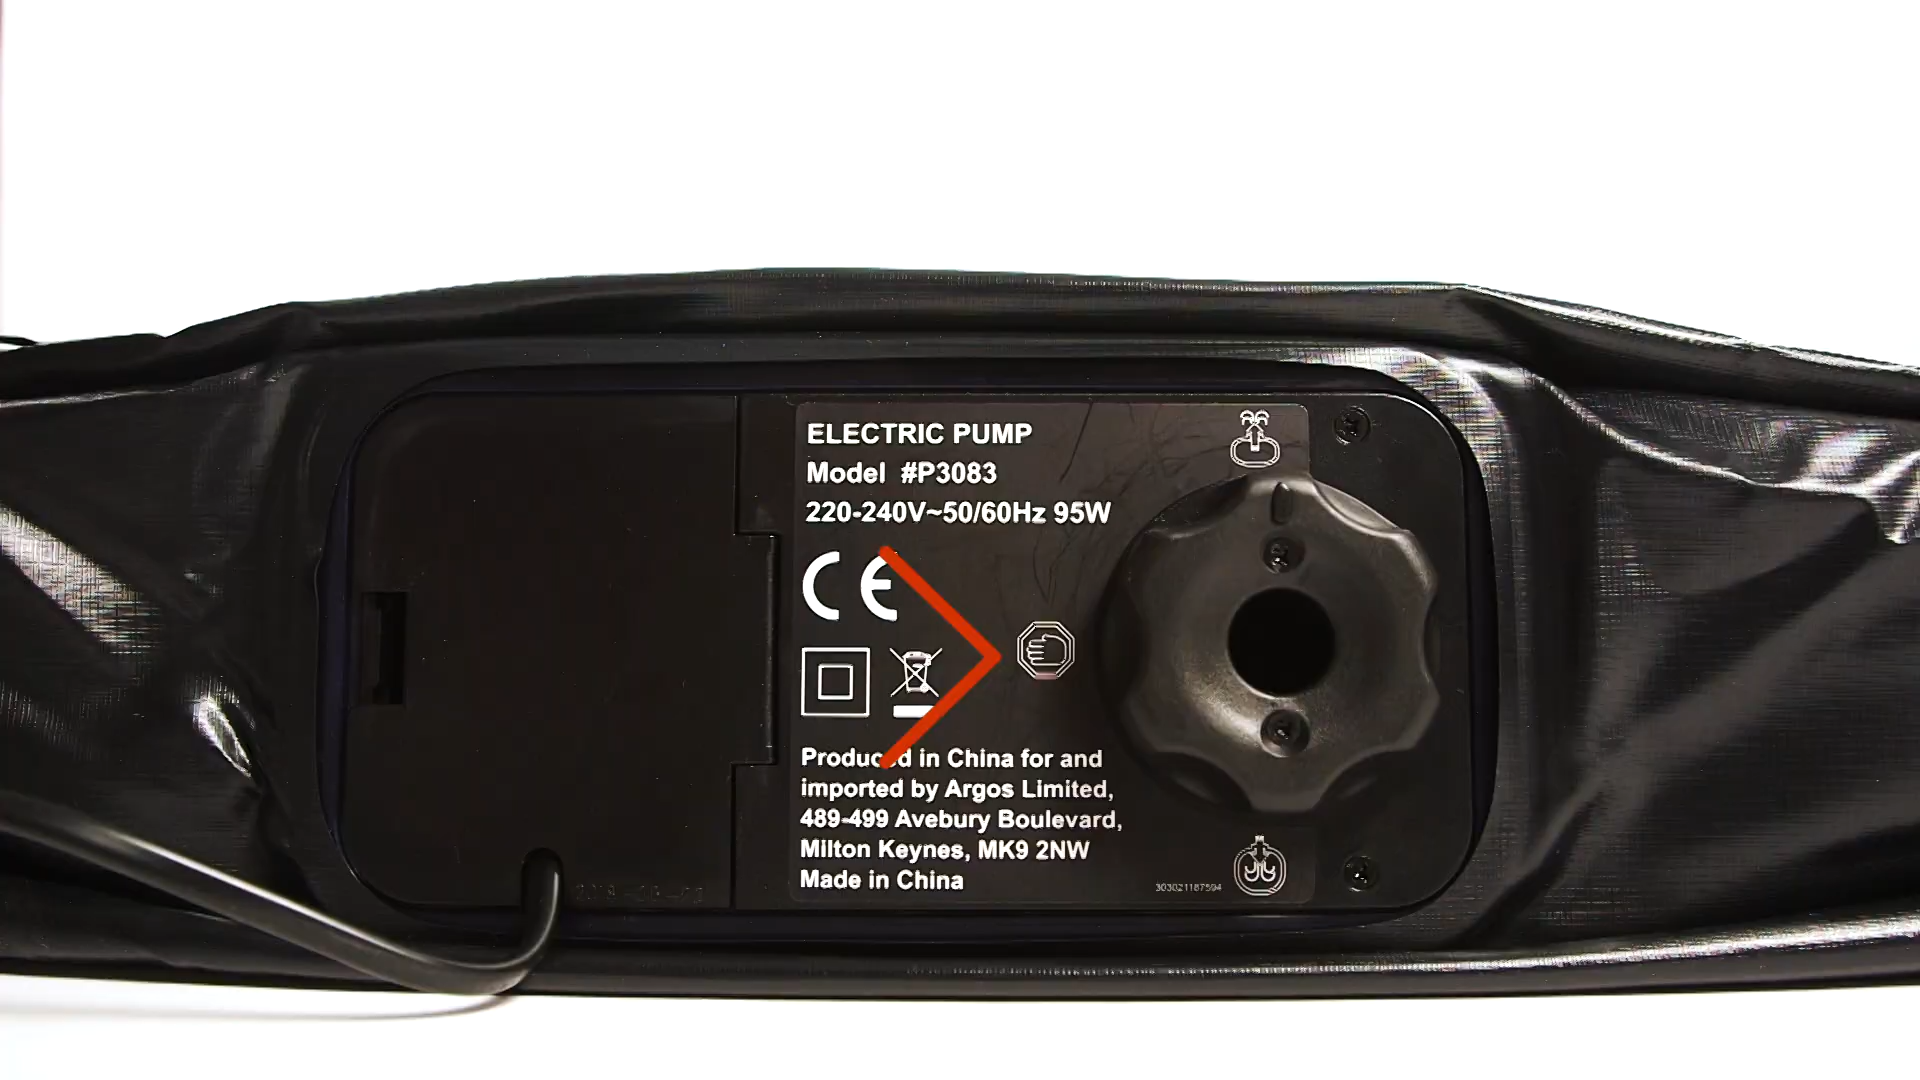 ELECTRIC PUMP
Model #P3083
220-240V~50/60Hz 95W
CE
Produced in China for and
imported by Argos Limited,
489-499 Avebury Boulevard,
Milton Keynes, MK9 2NW
Made in China
303021187594